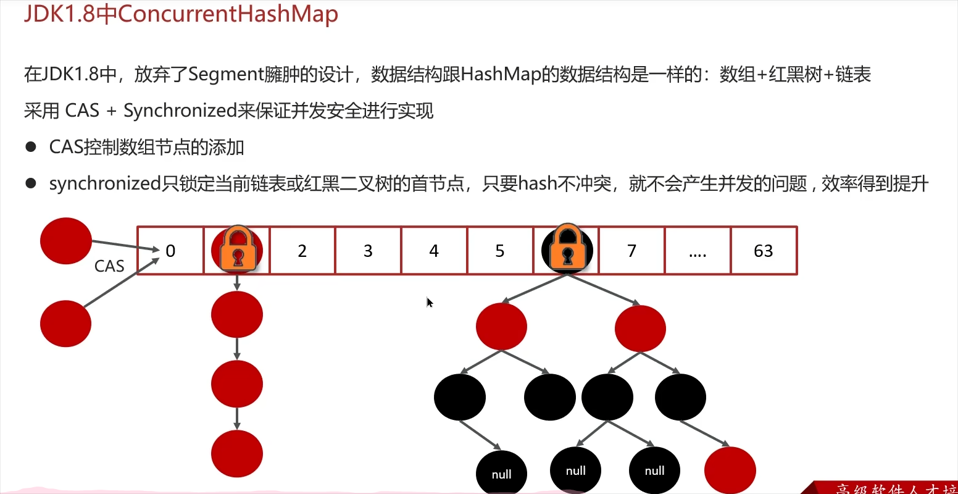 JDK1.8中ConcurrentHashMap
在JDK1.8中，放弃了Segment臃肿的设计，数据结构跟HashMap的数据结构是一样的：数组+红黑树+链表
采用 CAS + Synchronized来保证并发安全进行实现
● CAS控制数组节点的添加
● synchronized只锁定当前链表或红黑二叉树的首节点，只要hash不冲突，就不会产生并发的问题 , 效率得到提升
0 2 3 4 5 7 …. 63
CAS
null null null
高级软件人才培